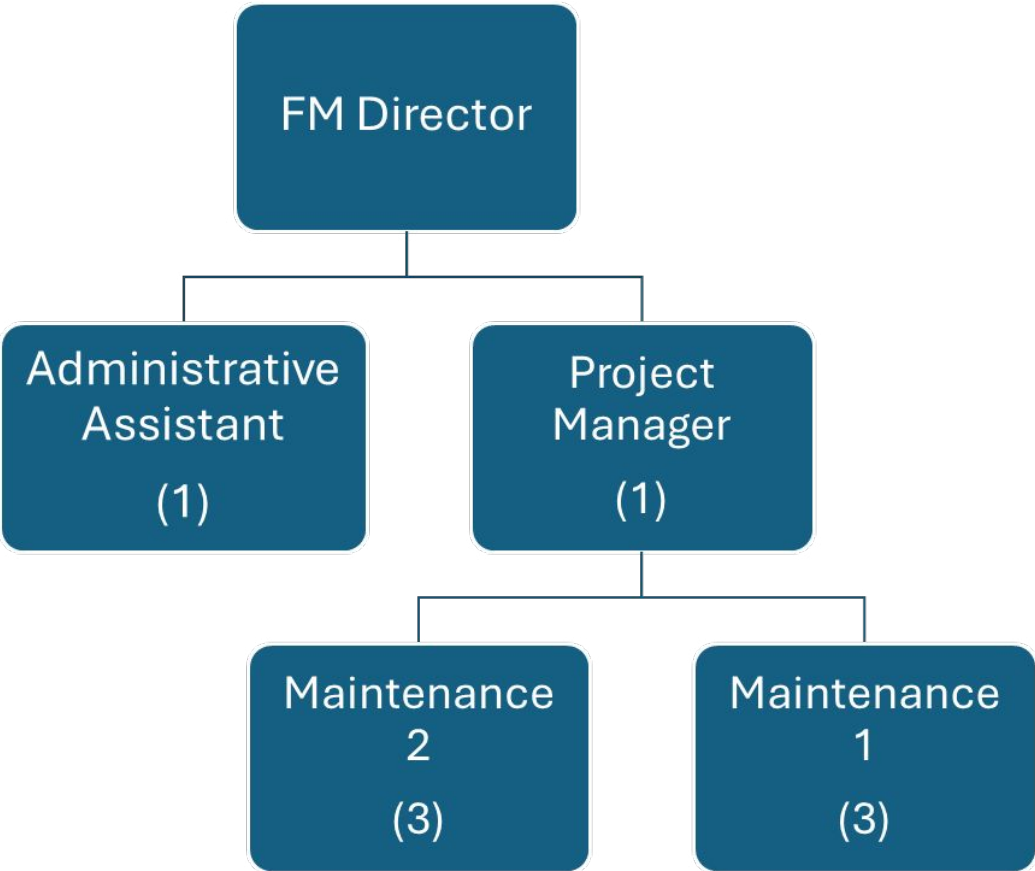 FM Director
Administrative
Assistant
(1)
Project
Manager
(1)
Maintenance
2
(3)
Maintenance
1
(3)